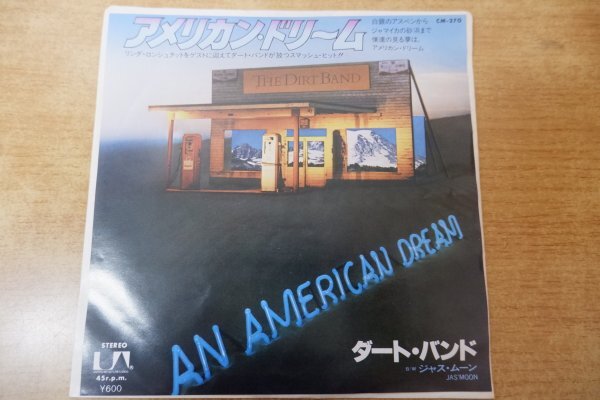 アメリカン・ドリーム
リンダ・ロンシュタットをゲストに迎えてダート・バンドが放つスマッシュ・ヒット!!
CM-270
白銀のアスペンから、
ジャマイカの砂浜まで
僕達の見る夢は、
アメリカン・ドリーム
THE DIRT BAND
AN AMERICAN DREAM
ダート・バンド
B/W ジャス・ムーン
JAS'MOON
STEREO
UA
45r.p.m.
¥600